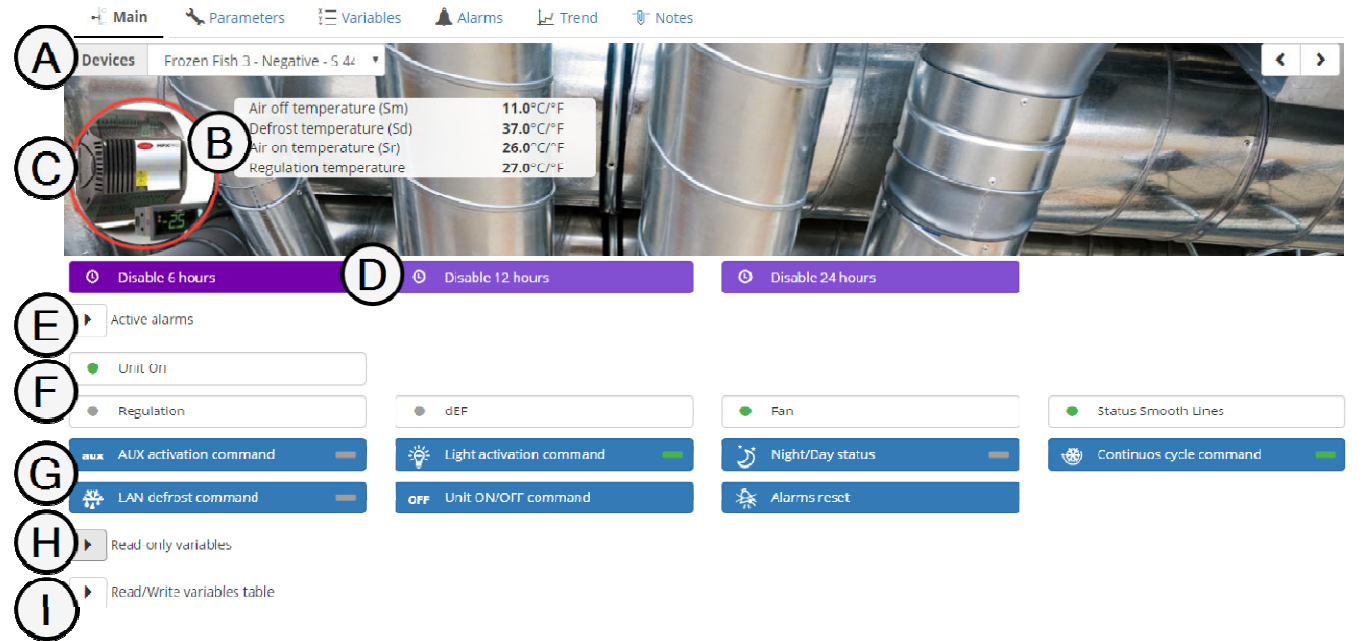 Main Parameters Variables Alarms Trend Notes
A Devices Frozen Fish 3 - Negative - S 44
B
Air off temperature (Sm) 11.0°C/°F
Defrost temperature (Sd) 37.0°C/°F
Air on temperature (Sr) 26.0°C/°F
Regulation temperature 27.0°C/°F
C
D
Disable 6 hours Disable 12 hours Disable 24 hours
E Active alarms
F
Unit On
Regulation dEF Fan Status Smooth Lines
G
aux AUX activation command Light activation command Night/Day status Continuos cycle command
LAN defrost command OFF Unit ON/OFF command Alarms reset
H Read only variables
I Read/Write variables table